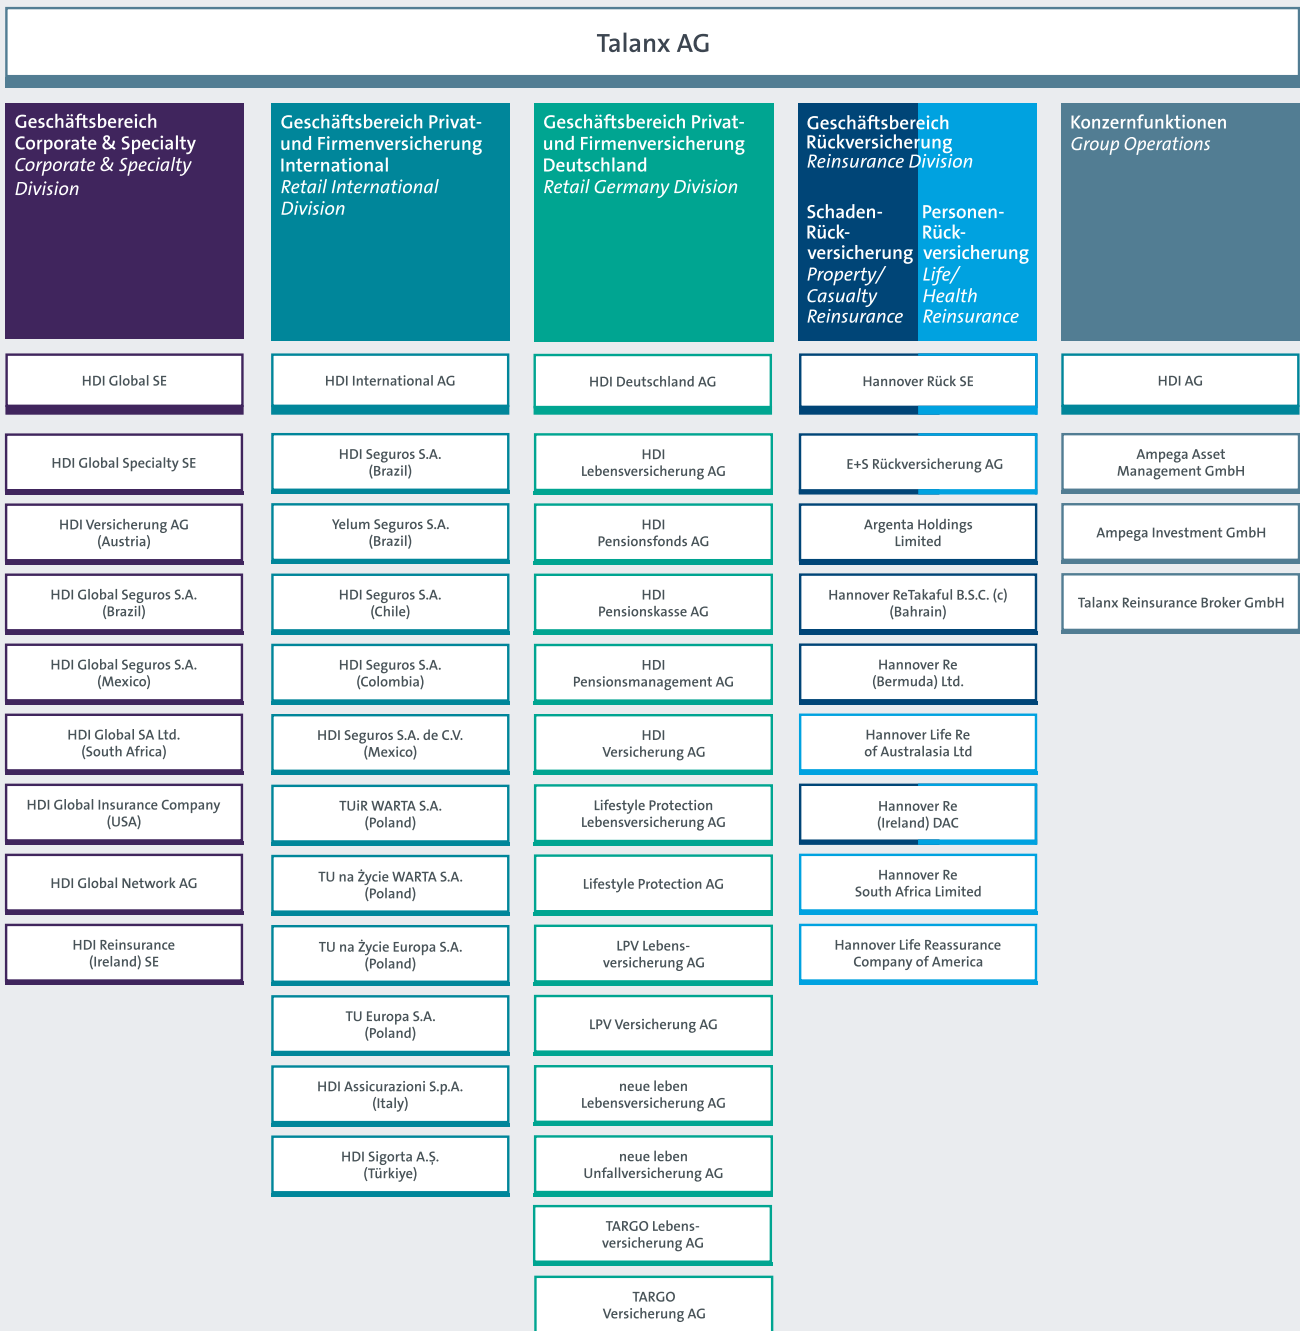 Talanx AG
Geschäftsbereich
Corporate & Specialty
Corporate & Specialty
Division
HDI Global SE
HDI Global Specialty SE
HDI Versicherung AG
(Austria)
HDI Global Seguros S.A.
(Brazil)
HDI Global Seguros S.A.
(Mexico)
HDI Global SA Ltd.
(South Africa)
HDI Global Insurance Company
(USA)
HDI Global Network AG
HDI Reinsurance
(Ireland) SE
Geschäftsbereich Privat-
und Firmenversicherung
International
Retail International
Division
HDI International AG
HDI Seguros S.A.
(Brazil)
Yelum Seguros S.A.
(Brazil)
HDI Seguros S.A.
(Chile)
HDI Seguros S.A.
(Colombia)
HDI Seguros S.A. de C.V.
(Mexico)
TUiR WARTA S.A.
(Poland)
TU na Życie WARTA S.A.
(Poland)
TU na Życie Europa S.A.
(Poland)
TU Europa S.A.
(Poland)
HDI Assicurazioni S.p.A.
(Italy)
HDI Sigorta A.Ş.
(Türkiye)
Geschäftsbereich Privat-
und Firmenversicherung
Deutschland
Retail Germany Division
HDI Deutschland AG
HDI
Lebensversicherung AG
HDI
Pensionsfonds AG
HDI
Pensionskasse AG
HDI
Pensionsmanagement AG
HDI
Versicherung AG
Lifestyle Protection
Lebensversicherung AG
Lifestyle Protection AG
LPV Lebens-
versicherung AG
LPV Versicherung AG
neue leben
Lebensversicherung AG
neue leben
Unfallversicherung AG
TARGO Lebens-
versicherung AG
TARGO
Versicherung AG
Geschäftsbereich
Rückversicherung
Reinsurance Division
Schaden-
Rück-
versicherung
Property/
Casualty
Reinsurance
Personen-
Rück-
versicherung
Life/
Health
Reinsurance
Hannover Rück SE
E+S Rückversicherung AG
Argenta Holdings
Limited
Hannover ReTakaful B.S.C. (c)
(Bahrain)
Hannover Re
(Bermuda) Ltd.
Hannover Life Re
of Australasia Ltd
Hannover Re
(Ireland) DAC
Hannover Re
South Africa Limited
Hannover Life Reassurance
Company of America
Konzernfunktionen
Group Operations
HDI AG
Ampega Asset
Management GmbH
Ampega Investment GmbH
Talanx Reinsurance Broker GmbH